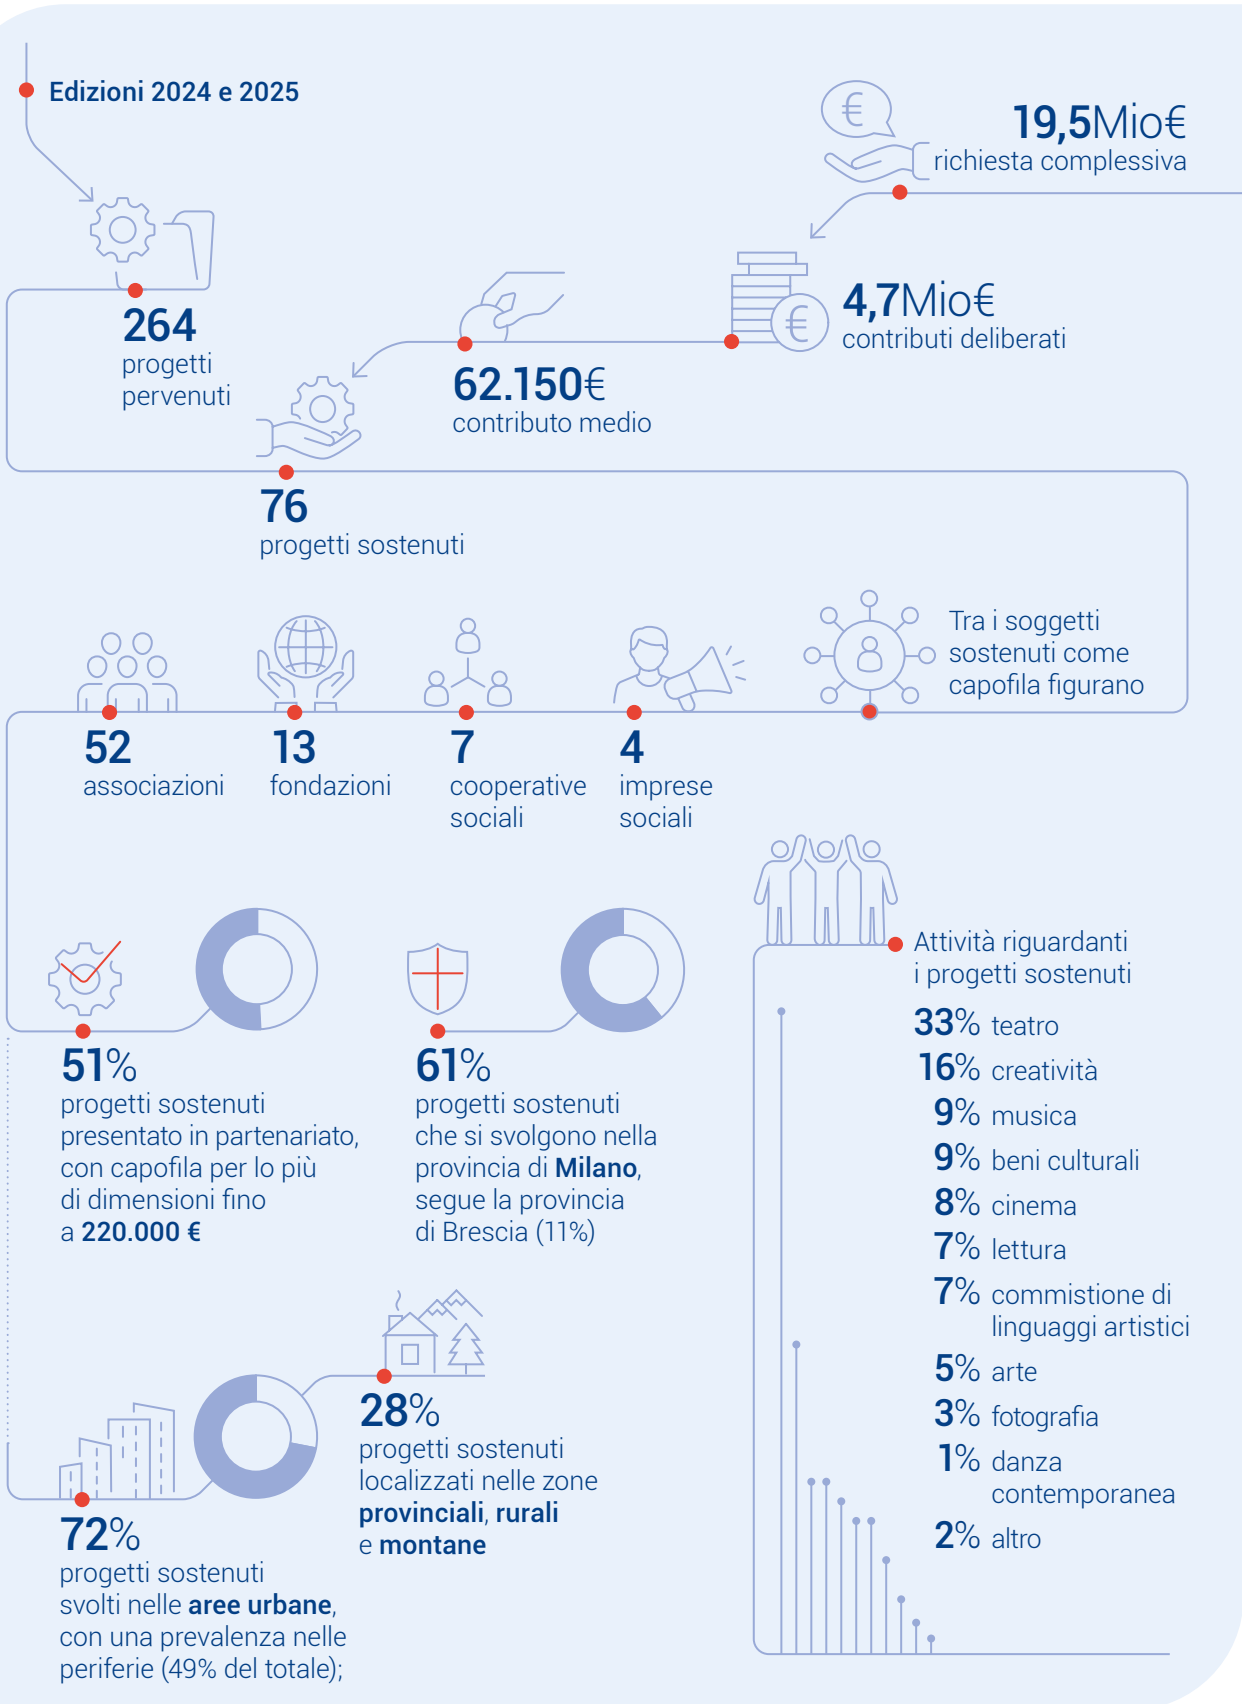 Edizioni 2024 e 2025
19,5Mio€
richiesta complessiva
264
progetti
pervenuti
4,7Mio€
contributi deliberati
62.150€
contributo medio
76
progetti sostenuti
Tra i soggetti
sostenuti come
capofila figurano
52
associazioni
13
fondazioni
7
cooperative
sociali
4
imprese
sociali
51%
progetti sostenuti
presentato in partenariato,
con capofila per lo più
di dimensioni fino
a 220.000 €
61%
progetti sostenuti
che si svolgono nella
provincia di Milano,
segue la provincia
di Brescia (11%)
72%
progetti sostenuti
svolti nelle aree urbane,
con una prevalenza nelle
periferie (49% del totale);
28%
progetti sostenuti
localizzati nelle zone
provinciali, rurali
e montane
Attività riguardanti
i progetti sostenuti
33% teatro
16% creatività
9% musica
9% beni culturali
8% cinema
7% lettura
7% commistione di
linguaggi artistici
5% arte
3% fotografia
1% danza
contemporanea
2% altro
€
€